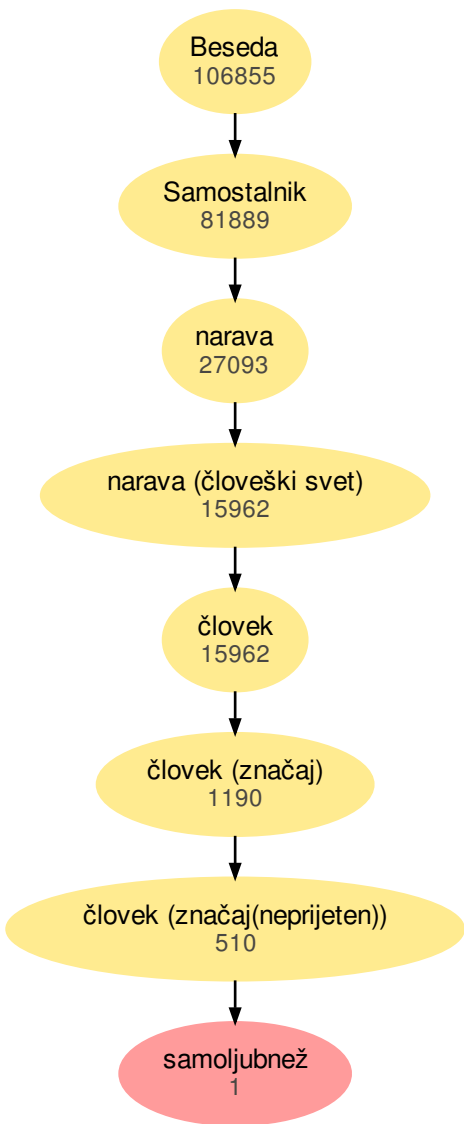 Beseda
106855
Samostalnik
81889
narava
27093
narava (človeški svet)
15962
človek
15962
človek (značaj)
1190
človek (značaj(neprijeten))
510
samoljubnež
1